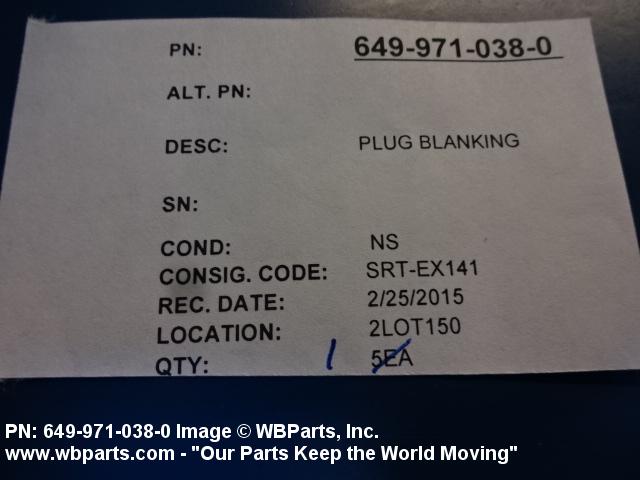 PN: 649-971-038-0
ALT. PN:
DESC: PLUG BLANKING
SN:
COND: NS
CONSIG. CODE: SRT-EX141
REC. DATE: 2/25/2015
LOCATION: 2LOT150
QTY: 1 5EA
PN: 649-971-038-0 Image © WBParts, Inc.
www.wbparts.com - "Our Parts Keep the World Moving"